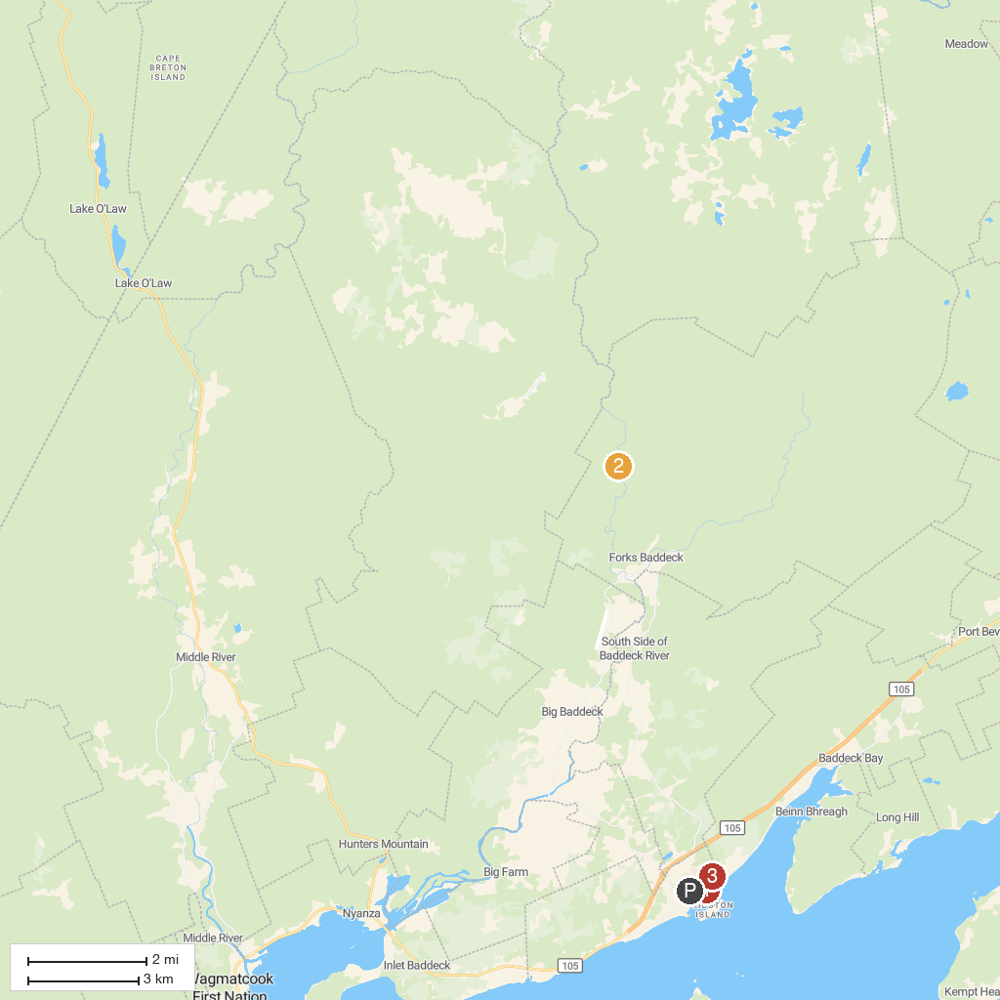 Meadow
CAPE
BRETON
ISLAND
Lake O'Law
Lake O'Law
2
Forks Baddeck
South Side of
Baddeck River
Port Bev
Middle River
105
Big Baddeck
Baddeck Bay
Beinn Bhreagh
Long Hill
105
Hunters Mountain
Big Farm
3
P
ISLAND
Nyanza
Middle River
2 mi
3 km
Inlet Baddeck
105
Wagmatcook
First Nation
Kempt Hea